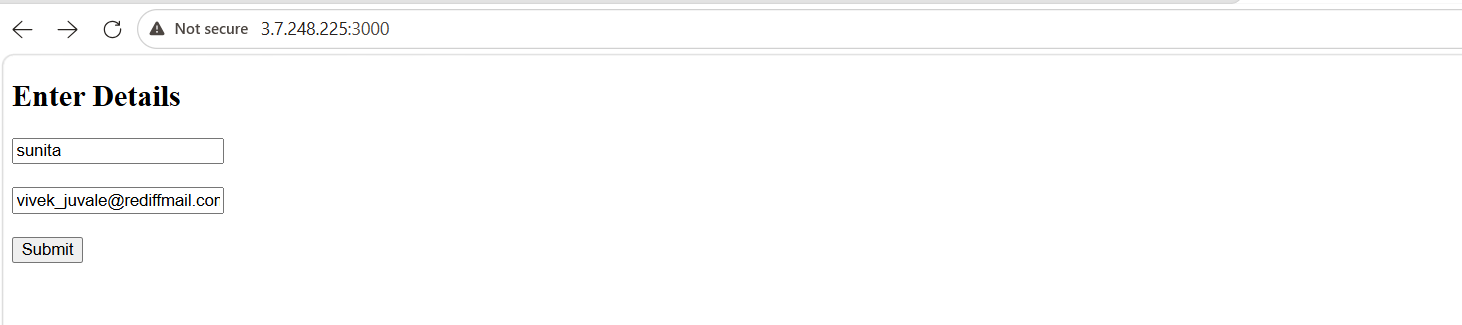 Not secure 3.7.248.225:3000
Enter Details
sunita
vivek_juvale@rediffmail.cor
Submit